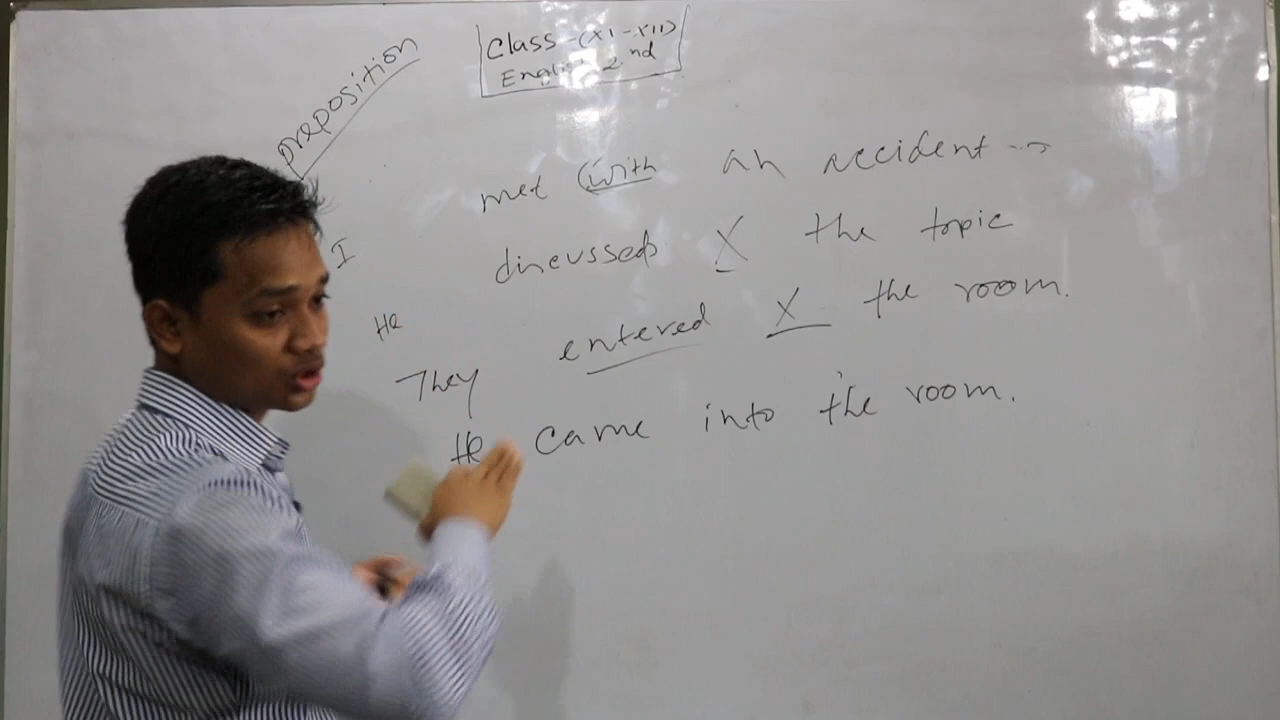 preposition
Class-(XI-XII)
English 2nd
I met (with an accident
He discussed X the topic
They entered X the room.
He came into the room.